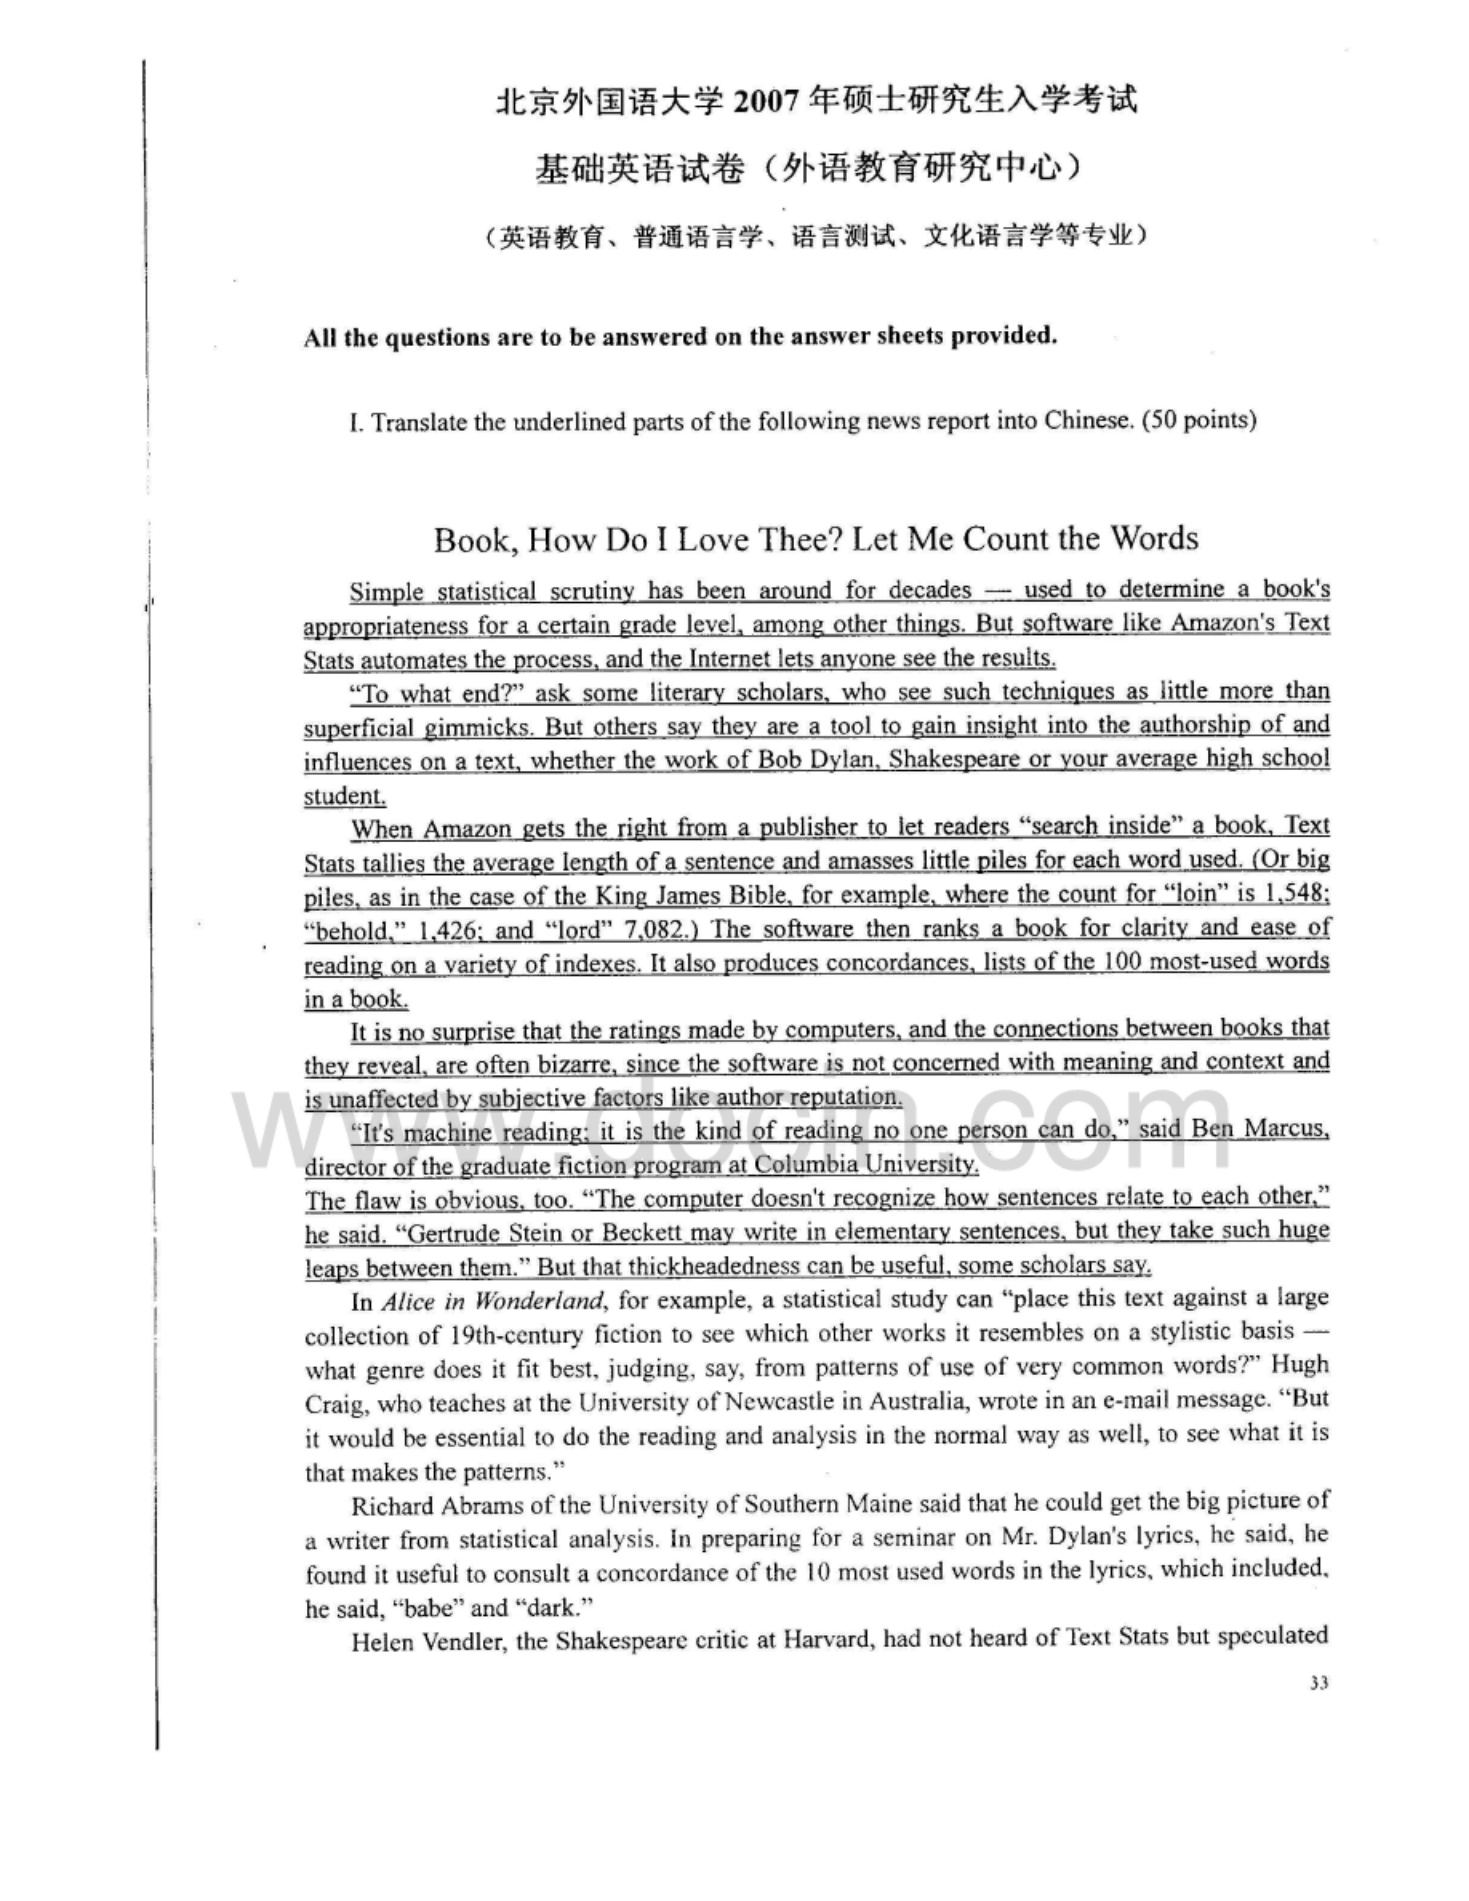 北京外国语大学 2007 年硕士研究生入学考试
基础英语试卷（外语教育研究中心）
（英语教育、普通语言学、语言测试、文化语言学等专业）
All the questions are to be answered on the answer sheets provided.
I. Translate the underlined parts of the following news report into Chinese. (50 points)
Book, How Do I Love Thee? Let Me Count the Words
Simple statistical scrutiny has been around for decades — used to determine a book's
appropriateness for a certain grade level, among other things. But software like Amazon's Text
Stats automates the process, and the Internet lets anyone see the results.
“To what end?” ask some literary scholars, who see such techniques as little more than
superficial gimmicks. But others say they are a tool to gain insight into the authorship of and
influences on a text, whether the work of Bob Dylan, Shakespeare or your average high school
student.
When Amazon gets the right from a publisher to let readers “search inside” a book, Text
Stats tallies the average length of a sentence and amasses little piles for each word used. (Or big
piles, as in the case of the King James Bible, for example, where the count for “loin” is 1,548;
“behold,” 1,426; and “lord” 7,082.) The software then ranks a book for clarity and ease of
reading on a variety of indexes. It also produces concordances, lists of the 100 most-used words
in a book.
It is no surprise that the ratings made by computers, and the connections between books that
they reveal, are often bizarre, since the software is not concerned with meaning and context and
is unaffected by subjective factors like author reputation.
“It's machine reading; it is the kind of reading no one person can do,” said Ben Marcus,
director of the graduate fiction program at Columbia University.
The flaw is obvious, too. “The computer doesn't recognize how sentences relate to each other,”
he said. “Gertrude Stein or Beckett may write in elementary sentences, but they take such huge
leaps between them.” But that thickheadedness can be useful, some scholars say.
In Alice in Wonderland, for example, a statistical study can “place this text against a large
collection of 19th-century fiction to see which other works it resembles on a stylistic basis —
what genre does it fit best, judging, say, from patterns of use of very common words?” Hugh
Craig, who teaches at the University of Newcastle in Australia, wrote in an e-mail message. “But
it would be essential to do the reading and analysis in the normal way as well, to see what it is
that makes the patterns.”
Richard Abrams of the University of Southern Maine said that he could get the big picture of
a writer from statistical analysis. In preparing for a seminar on Mr. Dylan's lyrics, he said, he
found it useful to consult a concordance of the 10 most used words in the lyrics, which included,
he said, “babe” and “dark.”
Helen Vendler, the Shakespeare critic at Harvard, had not heard of Text Stats but speculated
33
www.docin.com